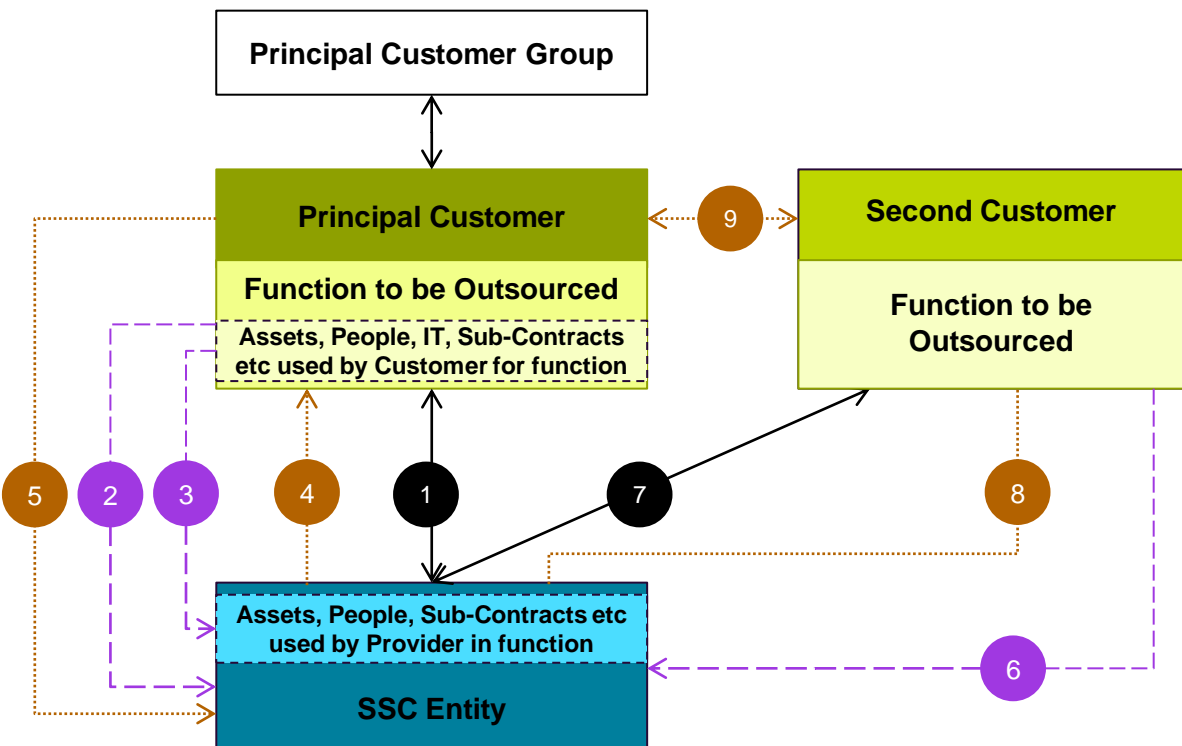 Principal Customer Group
Principal Customer
9
Second Customer
Function to be Outsourced
Assets, People, IT, Sub-Contracts
etc used by Customer for function
Function to be
Outsourced
5
2
3
4
1
7
8
Assets, People, Sub-Contracts etc
used by Provider in function
6
SSC Entity